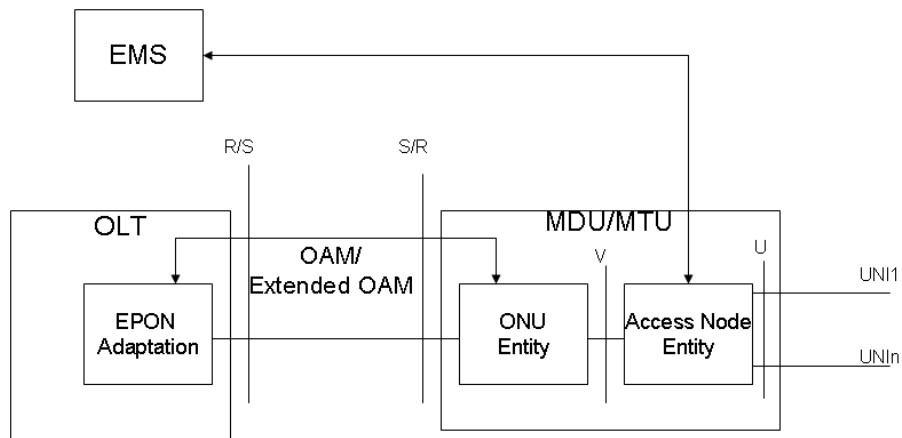 EMS
R/S
S/R
OLT
MDU/MTU
OAM/
Extended OAM
V
U
UNI1
EPON
Adaptation
ONU
Entity
Access Node
Entity
UNIn